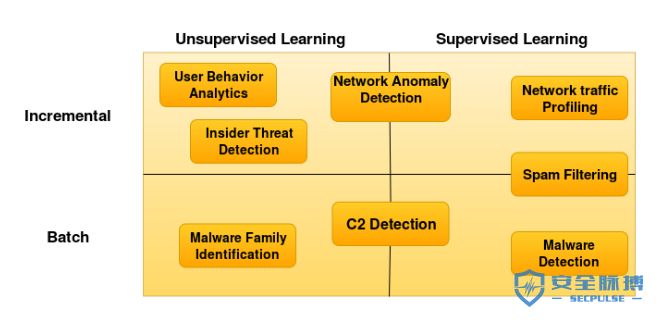 Unsupervised Learning
Supervised Learning
Incremental
User Behavior
Analytics
Network Anomaly
Detection
Network traffic
Profiling
Insider Threat
Detection
Spam Filtering
Batch
Malware Family
Identification
C2 Detection
Malware
Detection
安全脉搏
SECPULSE